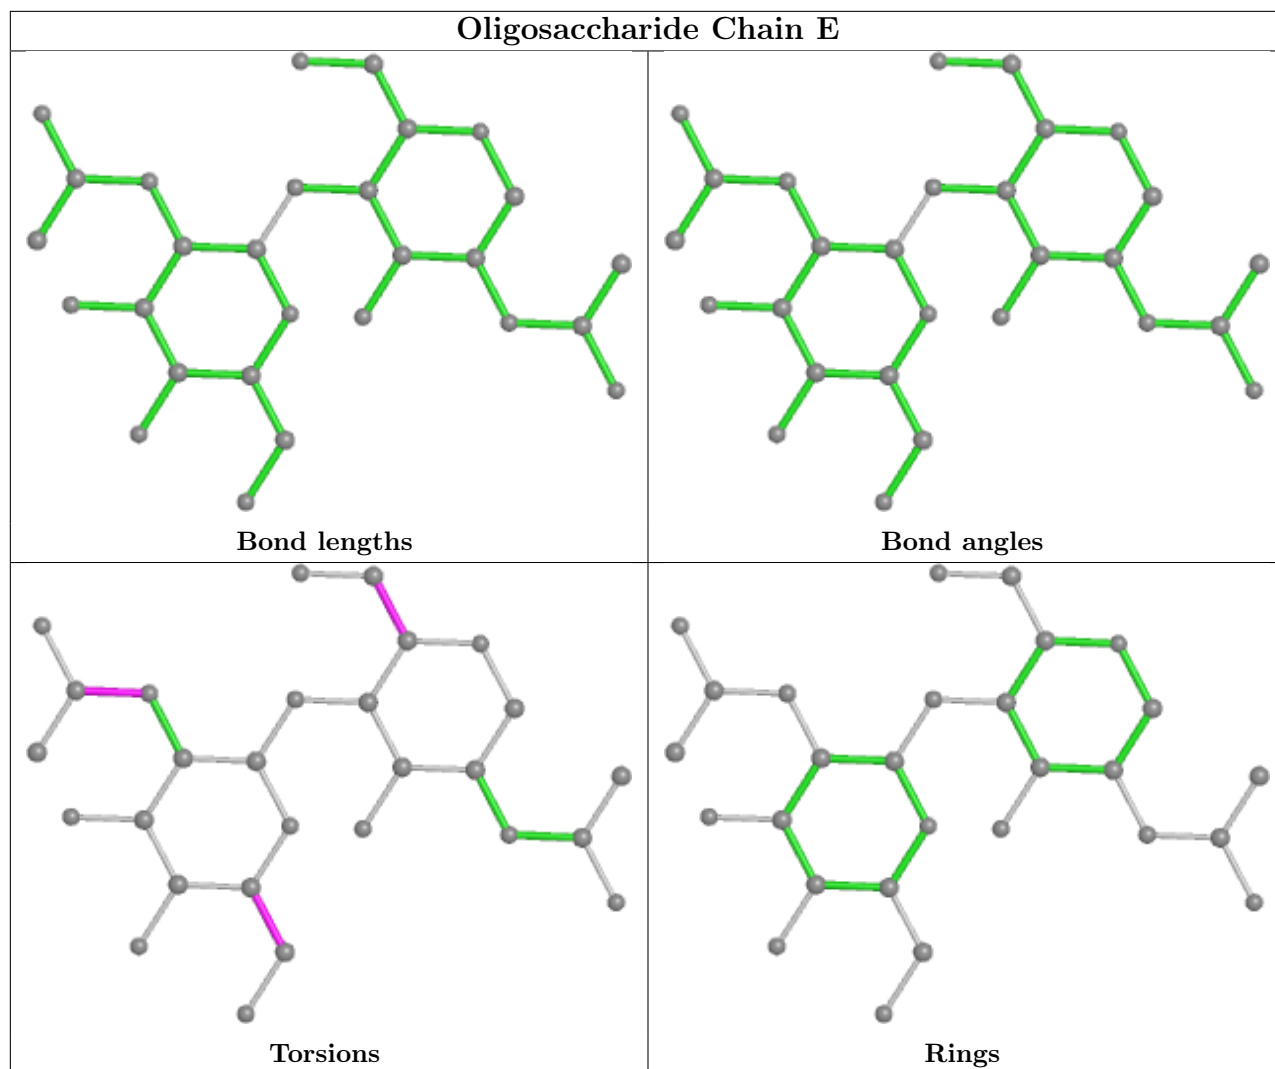 Oligosaccharide Chain E
Bond lengths
Bond angles
Torsions
Rings